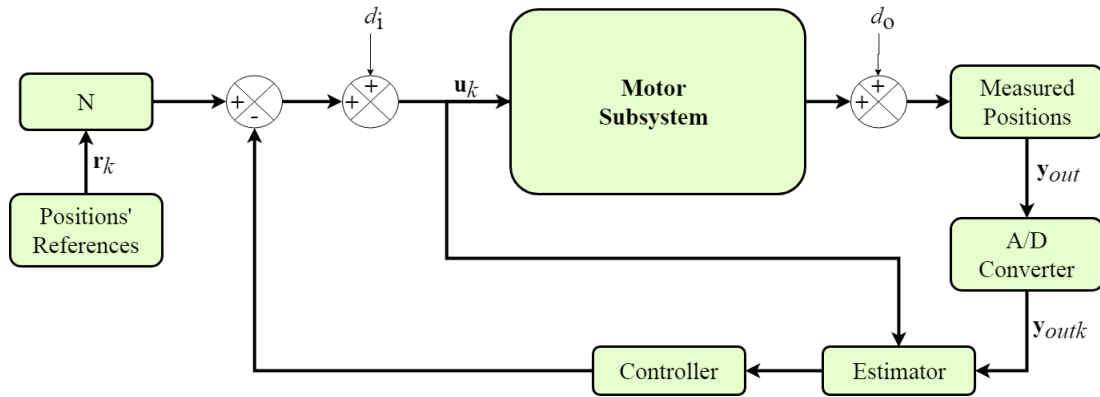 d_i
d_o
N
+
-
+
+
u_k
Motor
Subsystem
+
+
Measured
Positions
r_k
y_out
Positions'
References
A/D
Converter
y_outk
Controller
Estimator